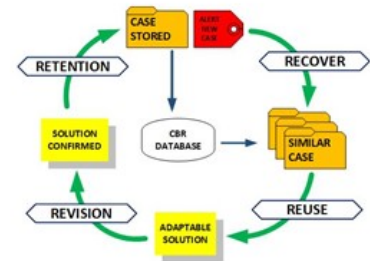 CASE
STORED
ALERT
NEW
CASE
RETENTION
RECOVER
SOLUTION
CONFIRMED
CBR
DATABASE
SIMILAR
CASE
REVISION
REUSE
ADAPTABLE
SOLUTION